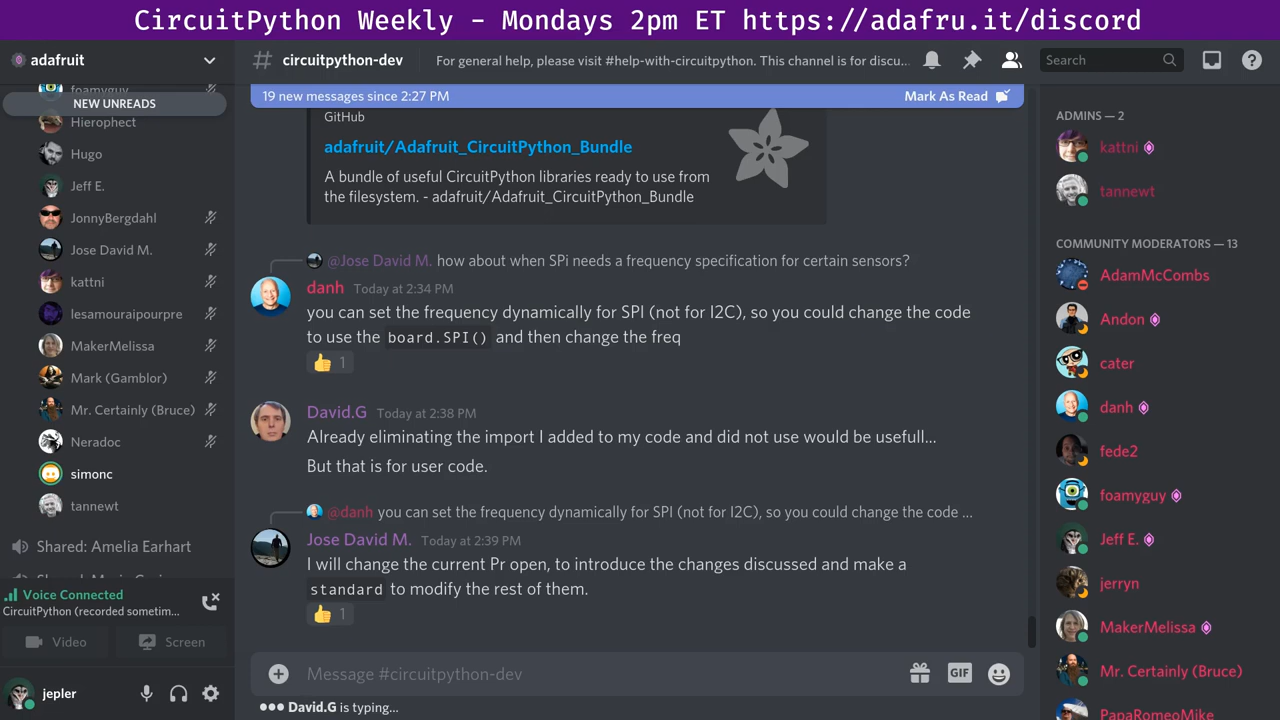 CircuitPython Weekly - Mondays 2pm ET https://adafru.it/discord
adafruit
foamyguy
NEW UNREADS
Hierophect
Hugo
Jeff E.
JonnyBergdahl
Jose David M.
kattni
lesamouraipourpre
MakerMelissa
Mark (Gamblor)
Mr. Certainly (Bruce)
Neradoc
simonc
tannewt
Shared: Amelia Earhart
Voice Connected
CircuitPython (recorded sometim...
Video
Screen
jepler
# circuitpython-dev
For general help, please visit #help-with-circuitpython. This channel is for discu...
Search
19 new messages since 2:27 PM
Mark As Read
GitHub
adafruit/Adafruit_CircuitPython_Bundle
A bundle of useful CircuitPython libraries ready to use from
the filesystem. - adafruit/Adafruit_CircuitPython_Bundle
@Jose David M. how about when SPi needs a frequency specification for certain sensors?
danh Today at 2:34 PM
you can set the frequency dynamically for SPI (not for I2C), so you could change the code
to use the board.SPI() and then change the freq
👍 1
David.G Today at 2:38 PM
Already eliminating the import I added to my code and did not use would be usefull...
But that is for user code.
@danh you can set the frequency dynamically for SPI (not for I2C), so you could change the code ...
Jose David M. Today at 2:39 PM
I will change the current Pr open, to introduce the changes discussed and make a
standard to modify the rest of them.
👍 1
Message #circuitpython-dev
GIF
David.G is typing...
ADMINS — 2
kattni
tannewt
COMMUNITY MODERATORS — 13
AdamMcCombs
Andon
cater
danh
fede2
foamyguy
Jeff E.
jerryn
MakerMelissa
Mr. Certainly (Bruce)
PapaRomeoMike